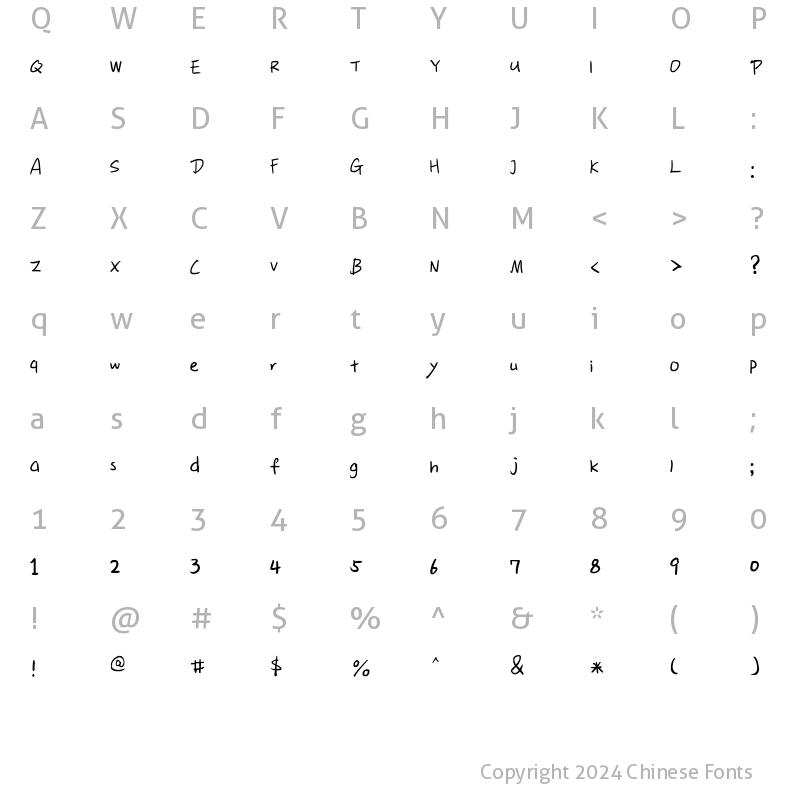 Q W E R T Y U I O P
Q W E R T Y U I O P
A S D F G H J K L :
A S D F G H J K L :
Z X C V B N M < > ?
Z X C V B N M < > ?
q w e r t y u i o p
q w e r t y u i o p
a s d f g h j k l ;
a s d f g h j k l ;
1 2 3 4 5 6 7 8 9 0
1 2 3 4 5 6 7 8 9 0
! @ # $ % ^ & * ( )
! @ # $ % ^ & * ( )
Copyright 2024 Chinese Fonts